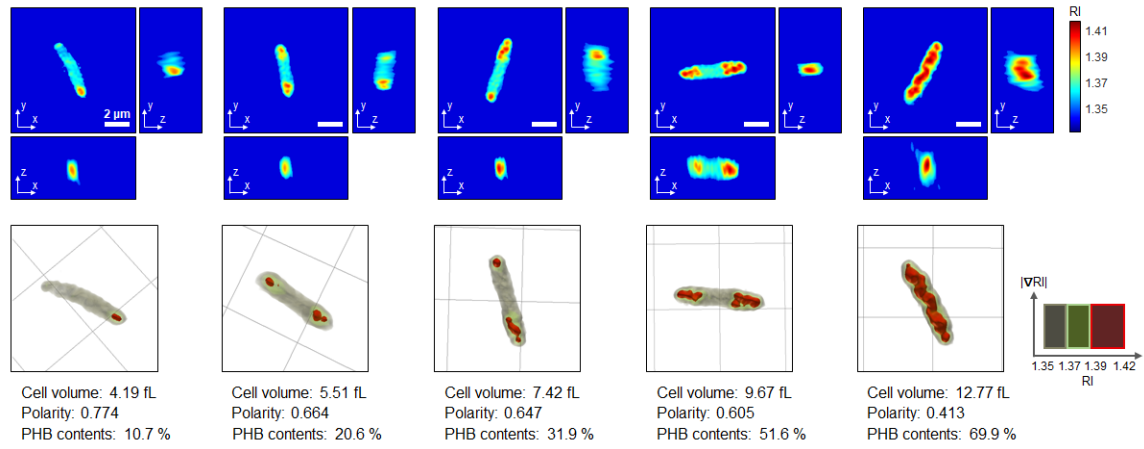 RI
1.41
1.39
1.37
1.35
y
x
2 μm
y
z
z
x
y
x
y
z
z
x
y
x
y
z
z
x
y
x
y
z
z
x
y
x
y
z
z
x
|∇RI|
1.35 1.37 1.39 1.42
RI
Cell volume: 4.19 fL
Polarity: 0.774
PHB contents: 10.7 %
Cell volume: 5.51 fL
Polarity: 0.664
PHB contents: 20.6 %
Cell volume: 7.42 fL
Polarity: 0.647
PHB contents: 31.9 %
Cell volume: 9.67 fL
Polarity: 0.605
PHB contents: 51.6 %
Cell volume: 12.77 fL
Polarity: 0.413
PHB contents: 69.9 %